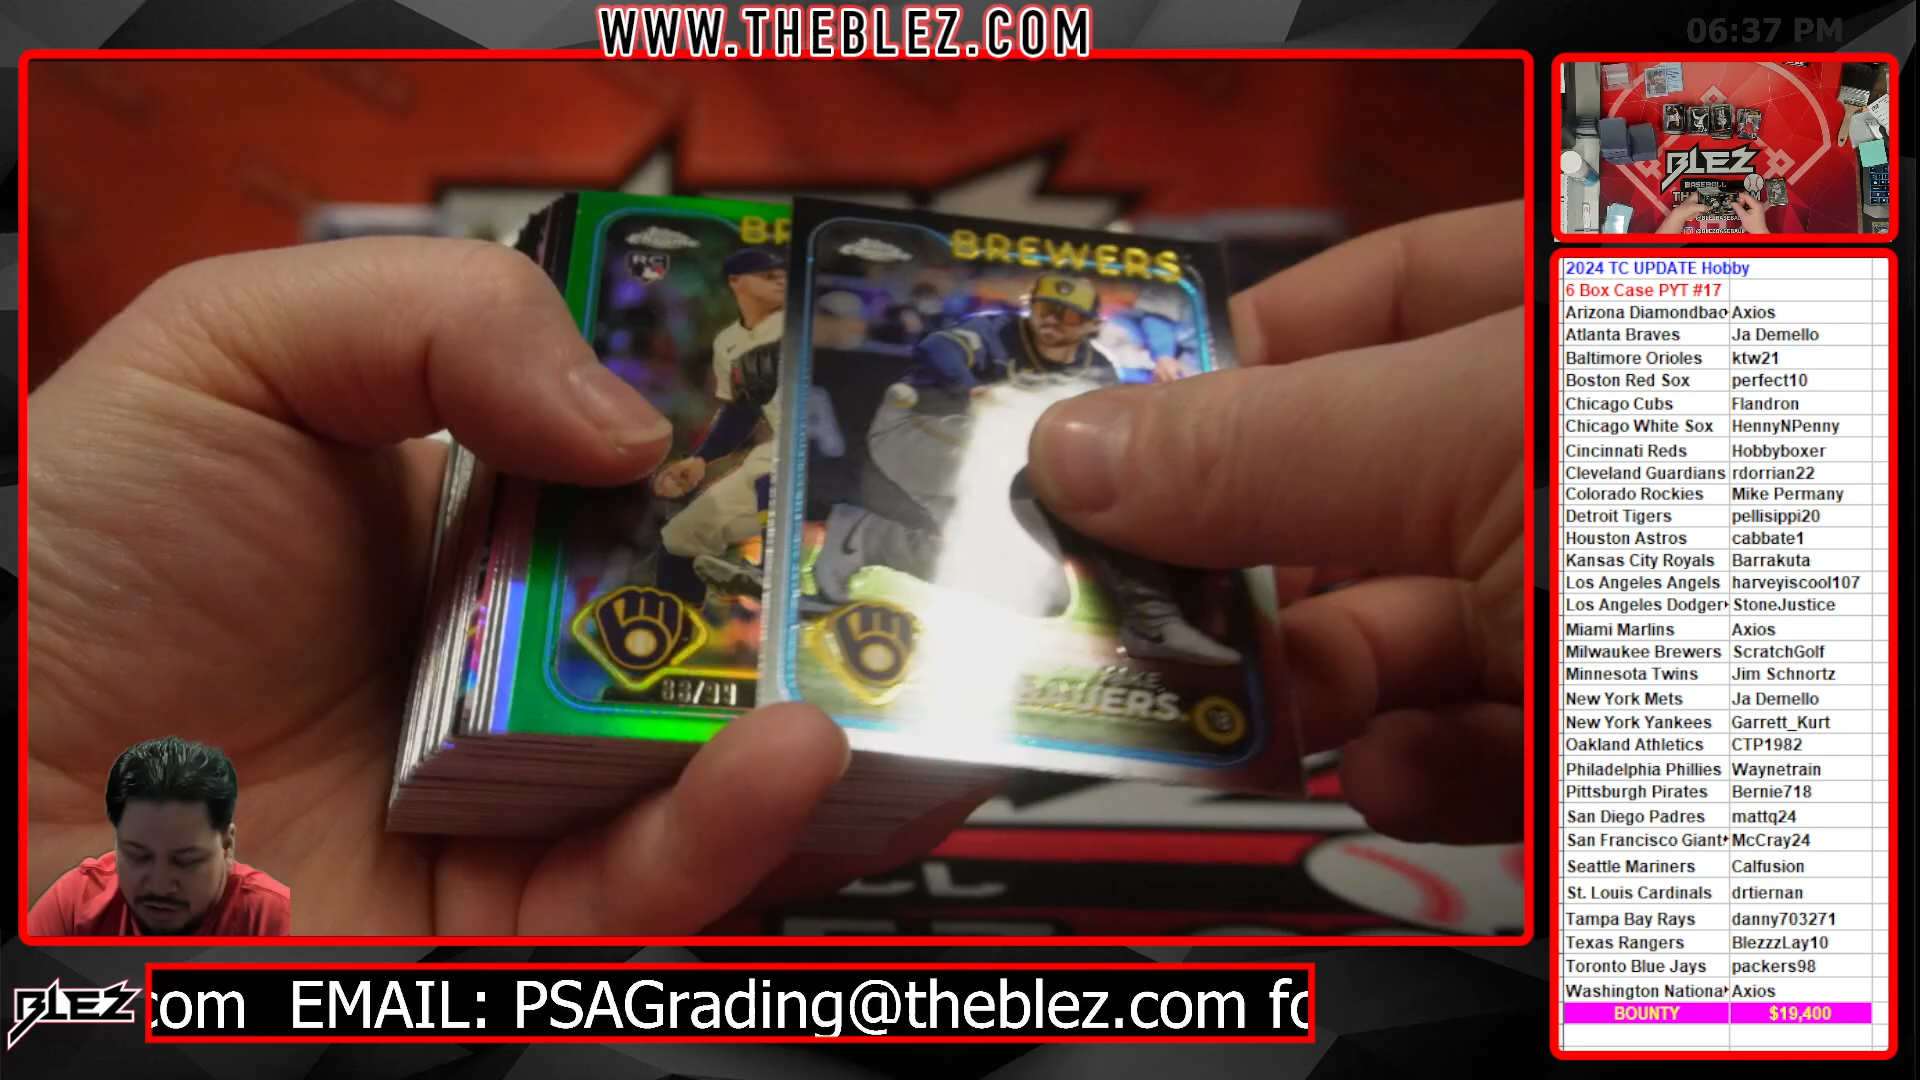 WWW.THEBLEZ.COM
06:37 PM
BREWERS
RC
BAUERS
BLEZ
BASEBALL
2024 TC UPDATE Hobby
6 Box Case PYT #17
Arizona Diamondbac Axios
Atlanta Braves Ja Demello
Baltimore Orioles ktw21
Boston Red Sox perfect10
Chicago Cubs Flandron
Chicago White Sox HennyNPenny
Cincinnati Reds Hobbyboxer
Cleveland Guardians rdorrian22
Colorado Rockies Mike Permany
Detroit Tigers pellisippi20
Houston Astros cabbate1
Kansas City Royals Barrakuta
Los Angeles Angels harveyiscool107
Los Angeles Dodger StoneJustice
Miami Marlins Axios
Milwaukee Brewers ScratchGolf
Minnesota Twins Jim Schnortz
New York Mets Ja Demello
New York Yankees Garrett_Kurt
Oakland Athletics CTP1982
Philadelphia Phillies Waynetrain
Pittsburgh Pirates Bernie718
San Diego Padres mattq24
San Francisco Giant McCray24
Seattle Mariners Calfusion
St. Louis Cardinals drtiernan
Tampa Bay Rays danny703271
Texas Rangers BlezzzLay10
Toronto Blue Jays packers98
Washington Nationa Axios
BOUNTY $19,400
BLEZ
com EMAIL: PSAGrading@theblez.com fo